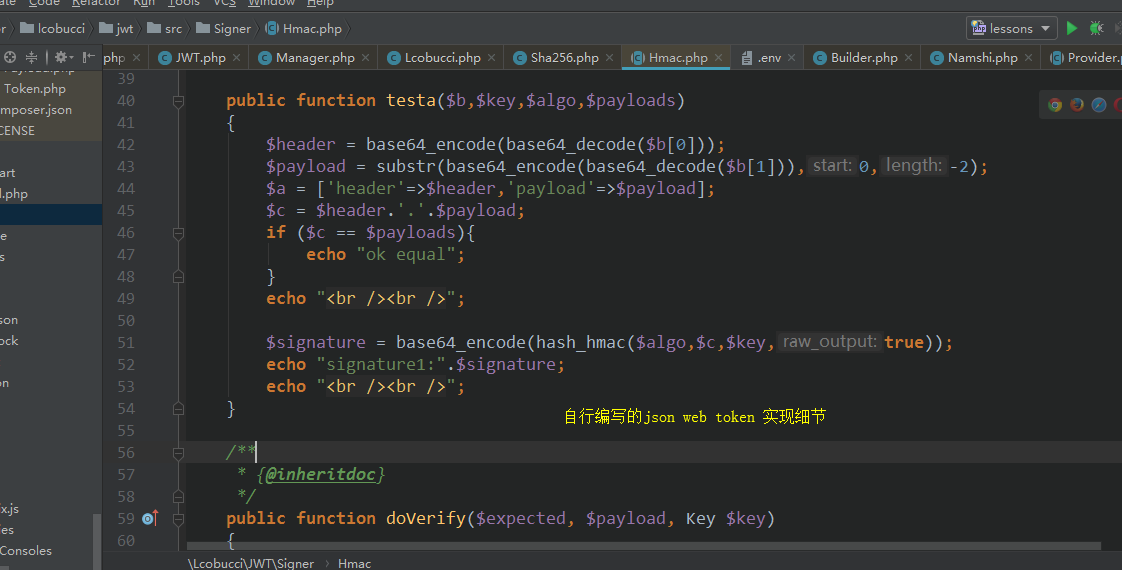 Code Refactor Run Tools VCS Window Help
lcobucci jwt src Signer Hmac.php lessons
php JWT.php Manager.php Lcobucci.php Sha256.php Hmac.php .env Builder.php Namshi.php Provider.
Token.php
mposer.json
CENSE
art
l.php
e
s
son
ock
on
x.js
es
Consoles
39
40 public function testa($b,$key,$algo,$payloads)
41 {
42 $header = base64_encode(base64_decode($b[0]));
43 $payload = substr(base64_encode(base64_decode($b[1])), start: 0, length: -2);
44 $a = ['header'=>$header,'payload'=>$payload];
45 $c = $header.'.'.$payload;
46 if ($c == $payloads){
47 echo "ok equal";
48 }
49 echo "<br /><br />";
50
51 $signature = base64_encode(hash_hmac($algo,$c,$key, raw_output: true));
52 echo "signature1:".$signature;
53 echo "<br /><br />";
54 }
自行编写的json web token 实现细节
55
56 /**
57 * {@inheritdoc}
58 */
59 public function doVerify($expected, $payload, Key $key)
60 {
\Lcobucci\JWT\Signer › Hmac